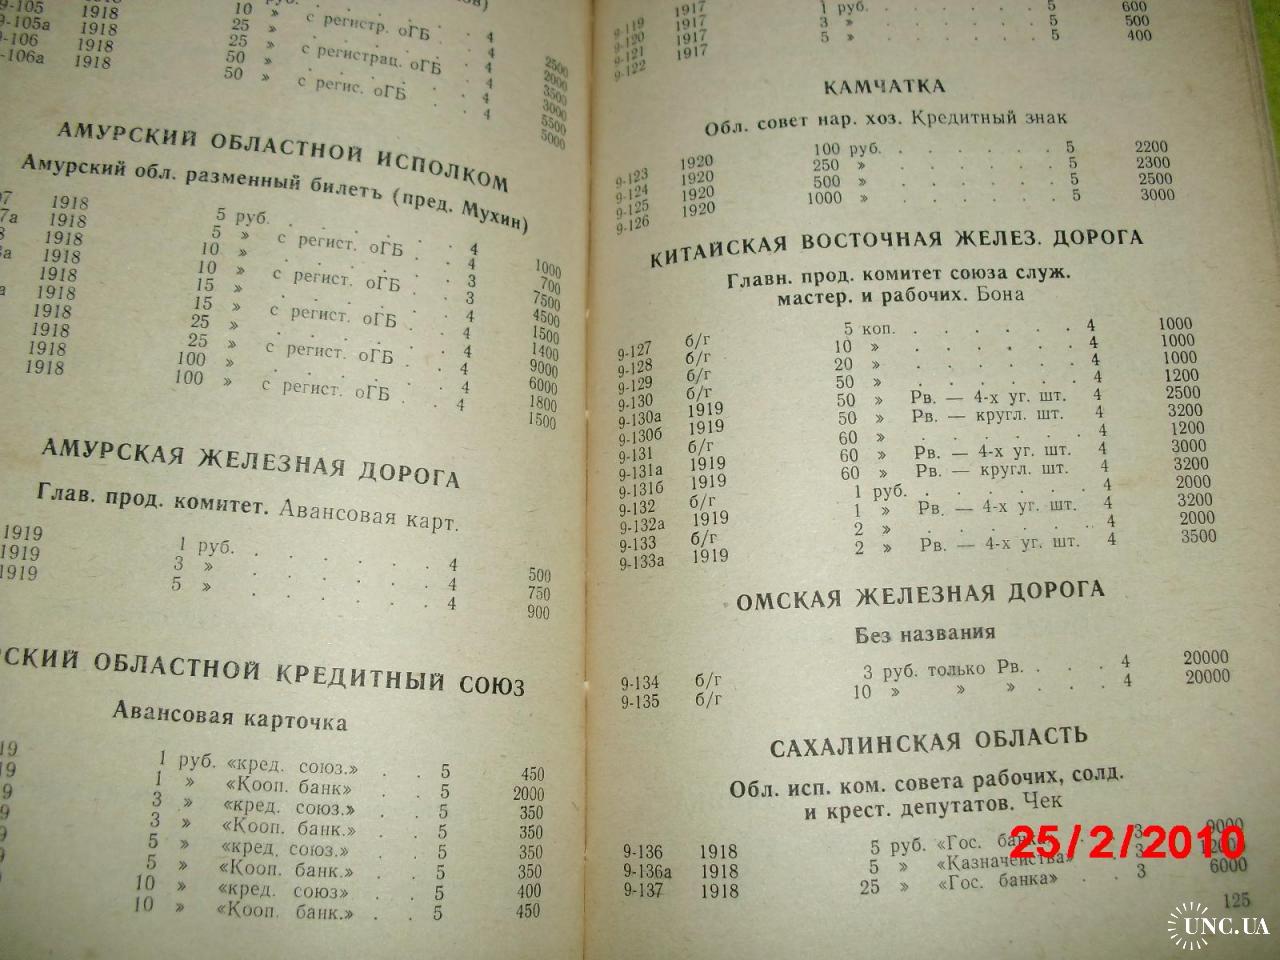 9-105 1918 10 » с регистр. оГБ . 4 2500
-105а 1918 25 » . . . . 4 2000
9-106 1918 25 » с регистрац. оГБ 4 3500
-106а 1918 50 » . . . . 4 3000
50 » с регис. оГБ . . 4 5500
5000
АМУРСКИЙ ОБЛАСТНОЙ ИСПОЛКОМ
Амурский обл. разменный билетъ (пред. Мухин)
1918 5 руб. . . . . 4 1000
7а 1918 5 » с регист. оГБ . 4 700
1918 10 » . . . . 3 7500
1918 10 » с регист. оГБ . 3 4500
1918 15 » . . . . 4 1500
1918 15 » с регист. оГБ . 4 1400
1918 25 » . . . . 4 9000
1918 25 » с регист. оГБ . 4 6000
1918 100 » . . . . 4 1800
1918 100 » с регист. оГБ . . 4 1500
АМУРСКАЯ ЖЕЛЕЗНАЯ ДОРОГА
Глав. прод. комитет. Авансовая карт.
1919 1 руб. . . . . . 4 500
1919 3 » . . . . . . 4 750
1919 5 » . . . . . . 4 900
РСКИЙ ОБЛАСТНОЙ КРЕДИТНЫЙ СОЮЗ
Авансовая карточка
19 1 руб. «кред. союз.» . . 5 450
19 1 » «Кооп. банк» . . 5 2000
9 3 » «кред. союз.» . . 5 350
9 3 » «Кооп. банк.» . . 5 350
9 5 » «кред. союз.» . . 5 350
5 » «Кооп. банк.» . . 5 350
10 » «кред. союз» . . 5 400
10 » «Кооп. банк.» . . 5 450
9-119 1917 1 руб. . . . . . 5 600
9-120 1917 3 » . . . . . . 5 500
9-121 1917 5 » . . . . . . 5 400
9-122 1917
КАМЧАТКА
Обл. совет нар. хоз. Кредитный знак
9-123 1920 100 руб. . . . . . . 5 2200
9-124 1920 250 » . . . . . . 5 2300
9-125 1920 500 » . . . . . . 5 2500
9-126 1920 1000 » . . . . . . 5 3000
КИТАЙСКАЯ ВОСТОЧНАЯ ЖЕЛЕЗ. ДОРОГА
Главн. прод. комитет союза служ.
мастер. и рабочих. Бона
9-127 б/г 5 коп. . . . . . . 4 1000
9-128 б/г 10 » . . . . . . 4 1000
9-129 б/г 20 » . . . . . . 4 1000
9-130 б/г 50 » . . . . . . 4 1200
9-130а 1919 50 » Рв. — 4-х уг. шт. 4 2500
9-130б 1919 50 » Рв. — кругл. шт. 4 3200
9-131 б/г 60 » . . . . . . 4 1200
9-131а 1919 60 » Рв. — 4-х уг. шт. 4 3000
9-131б 1919 60 » Рв. — кругл. шт. 4 3200
9-132 б/г 1 руб. . . . . . . 4 2000
9-132а 1919 1 » Рв. — 4-х уг. шт. 4 3200
9-133 б/г 2 » . . . . . . 4 2000
9-133а 1919 2 » Рв. — 4-х уг. шт. 4 3500
ОМСКАЯ ЖЕЛЕЗНАЯ ДОРОГА
Без названия
9-134 б/г 3 руб. только Рв. . . . 4 20000
9-135 б/г 10 » » » . . . 4 20000
САХАЛИНСКАЯ ОБЛАСТЬ
Обл. исп. ком. совета рабочих, солд.
и крест. депутатов. Чек
9-136 1918 5 руб. «Гос. банка» 3 9000
9-136а 1918 5 » «Казначейства» 3
9-137 1918 25 » «Гос. банка» . . 3 6000
25/2/2010
125
UNC.UA